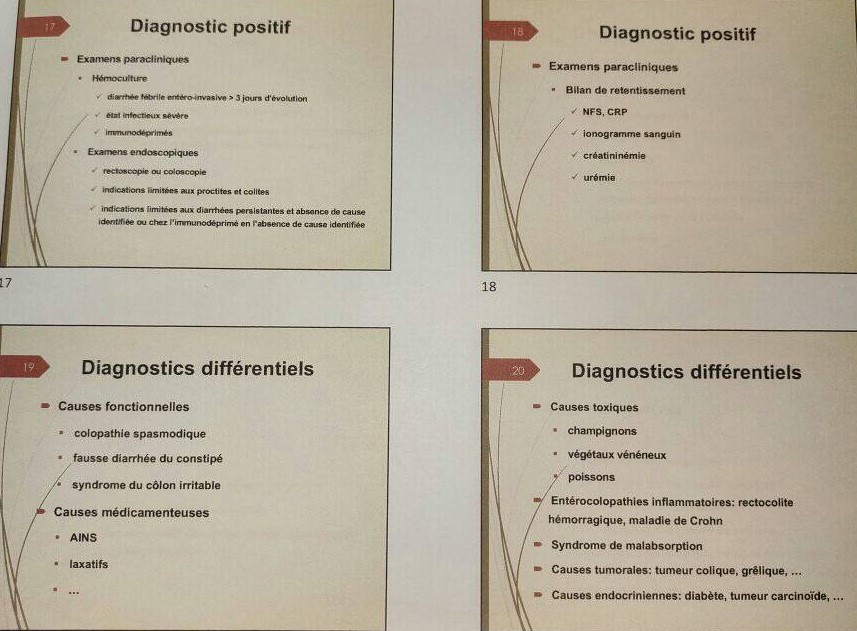 17
Diagnostic positif
Examens paracliniques
Hémoculture
diarrhée fébrile entéro-invasive > 3 jours d'évolution
état infectieux sévère
immunodéprimés
Examens endoscopiques
rectoscopie ou coloscopie
indications limitées aux proctites et colites
indications limitées aux diarrhées persistantes et absence de cause
identifiée ou chez l'immunodéprimé en l'absence de cause identifiée
17
18
Diagnostic positif
Examens paracliniques
Bilan de retentissement
NFS, CRP
ionogramme sanguin
créatininémie
urémie
18
19
Diagnostics différentiels
Causes fonctionnelles
colopathie spasmodique
fausse diarrhée du constipé
syndrome du côlon irritable
Causes médicamenteuses
AINS
laxatifs
...
20
Diagnostics différentiels
Causes toxiques
champignons
végétaux vénéneux
poissons
Entérocolopathies inflammatoires: rectocolite
hémorragique, maladie de Crohn
Syndrome de malabsorption
Causes tumorales: tumeur colique, grêlique, ...
Causes endocriniennes: diabète, tumeur carcinoïde, ...